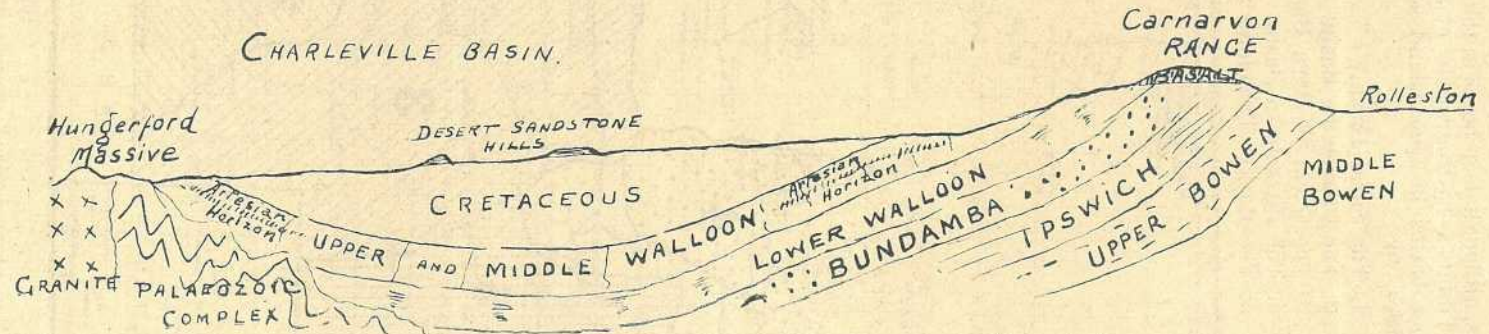 CHARLEVILLE BASIN.
Carnarvon
RANGE
BASALT
Rolleston
Hungerford
Massive
DESERT SANDSTONE
HILLS
Artesian
Horizon
CRETACEOUS
Artesian
Horizon
UPPER AND MIDDLE WALLOON
LOWER WALLOON
BUNDAMBA
IPSWICH
UPPER BOWEN
MIDDLE
BOWEN
GRANITE
PALAEOZOIC
COMPLEX